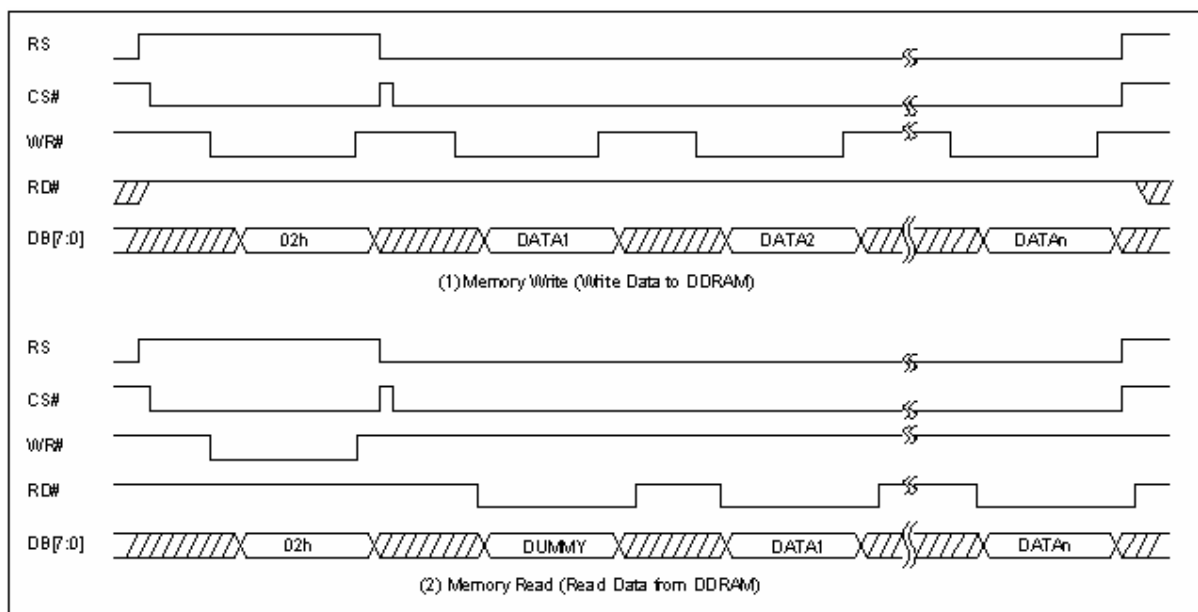 RS
CS#
WR#
RD#
DB[7:0] 02h DATA1 DATA2 DATAn
(1) Memory Write (Write Data to DDRAM)
RS
CS#
WR#
RD#
DB[7:0] 02h DUMMY DATA1 DATAn
(2) Memory Read (Read Data from DDRAM)